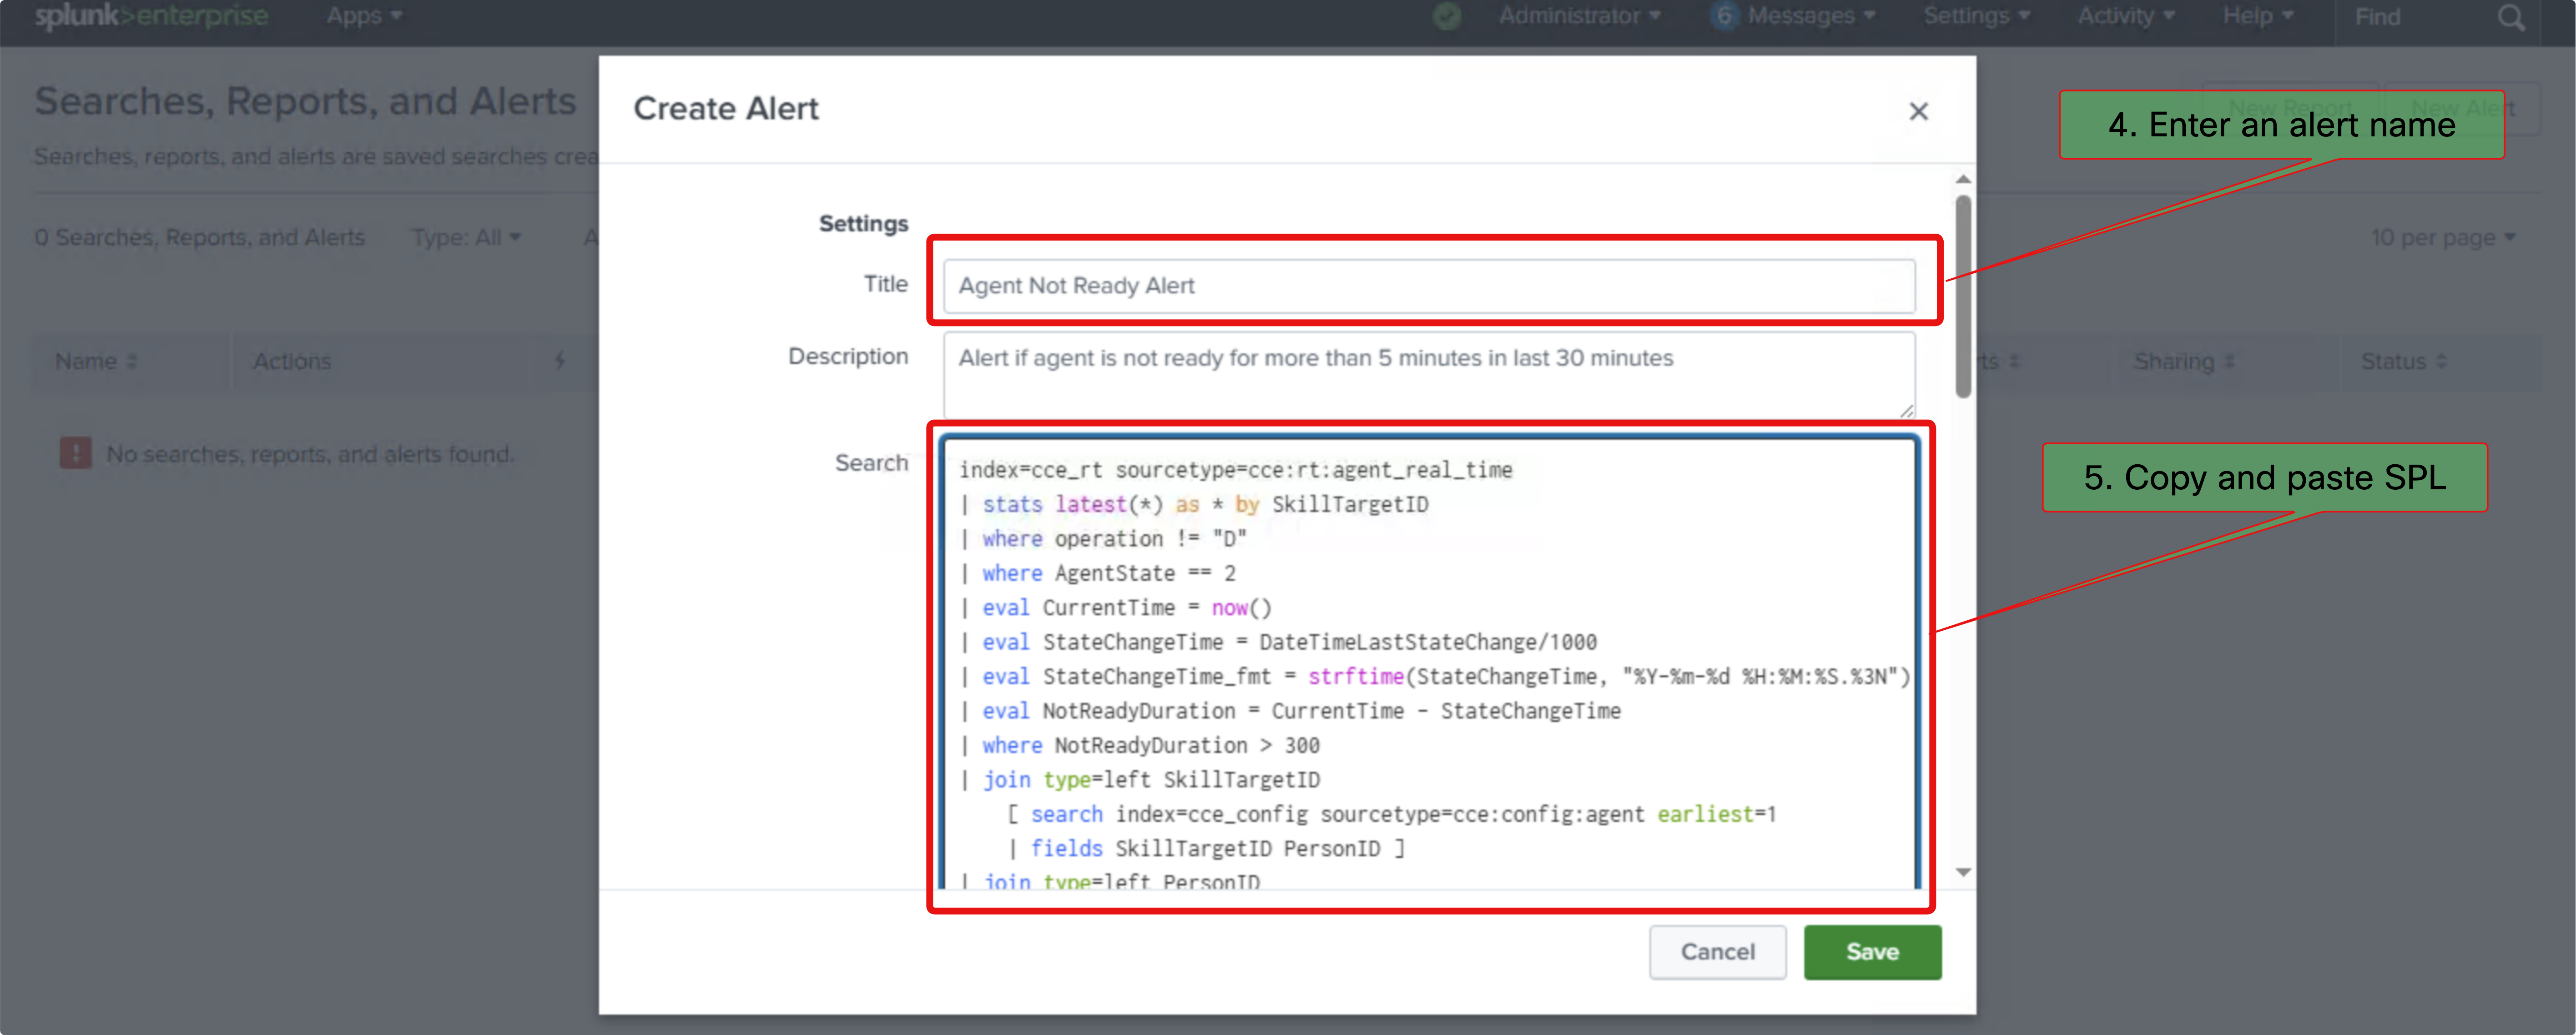 splunk>enterprise Apps Administrator 6 Messages Settings Activity Help Find
Searches, Reports, and Alerts
Create Alert
New Report New Alert
4. Enter an alert name
Searches, reports, and alerts are saved searches crea
Settings
0 Searches, Reports, and Alerts Type: All A
10 per page
Title Agent Not Ready Alert
Name Actions
Description Alert if agent is not ready for more than 5 minutes in last 30 minutes
rts Sharing Status
No searches, reports, and alerts found.
Search
index=cce_rt sourcetype=cce:rt:agent_real_time
| stats latest(*) as * by SkillTargetID
| where operation != "D"
| where AgentState == 2
| eval CurrentTime = now()
| eval StateChangeTime = DateTimeLastStateChange/1000
| eval StateChangeTime_fmt = strftime(StateChangeTime, "%Y-%m-%d %H:%M:%S.%3N")
| eval NotReadyDuration = CurrentTime - StateChangeTime
| where NotReadyDuration > 300
| join type=left SkillTargetID
[ search index=cce_config sourcetype=cce:config:agent earliest=1
| fields SkillTargetID PersonID ]
| join type=left PersonID
5. Copy and paste SPL
Cancel Save